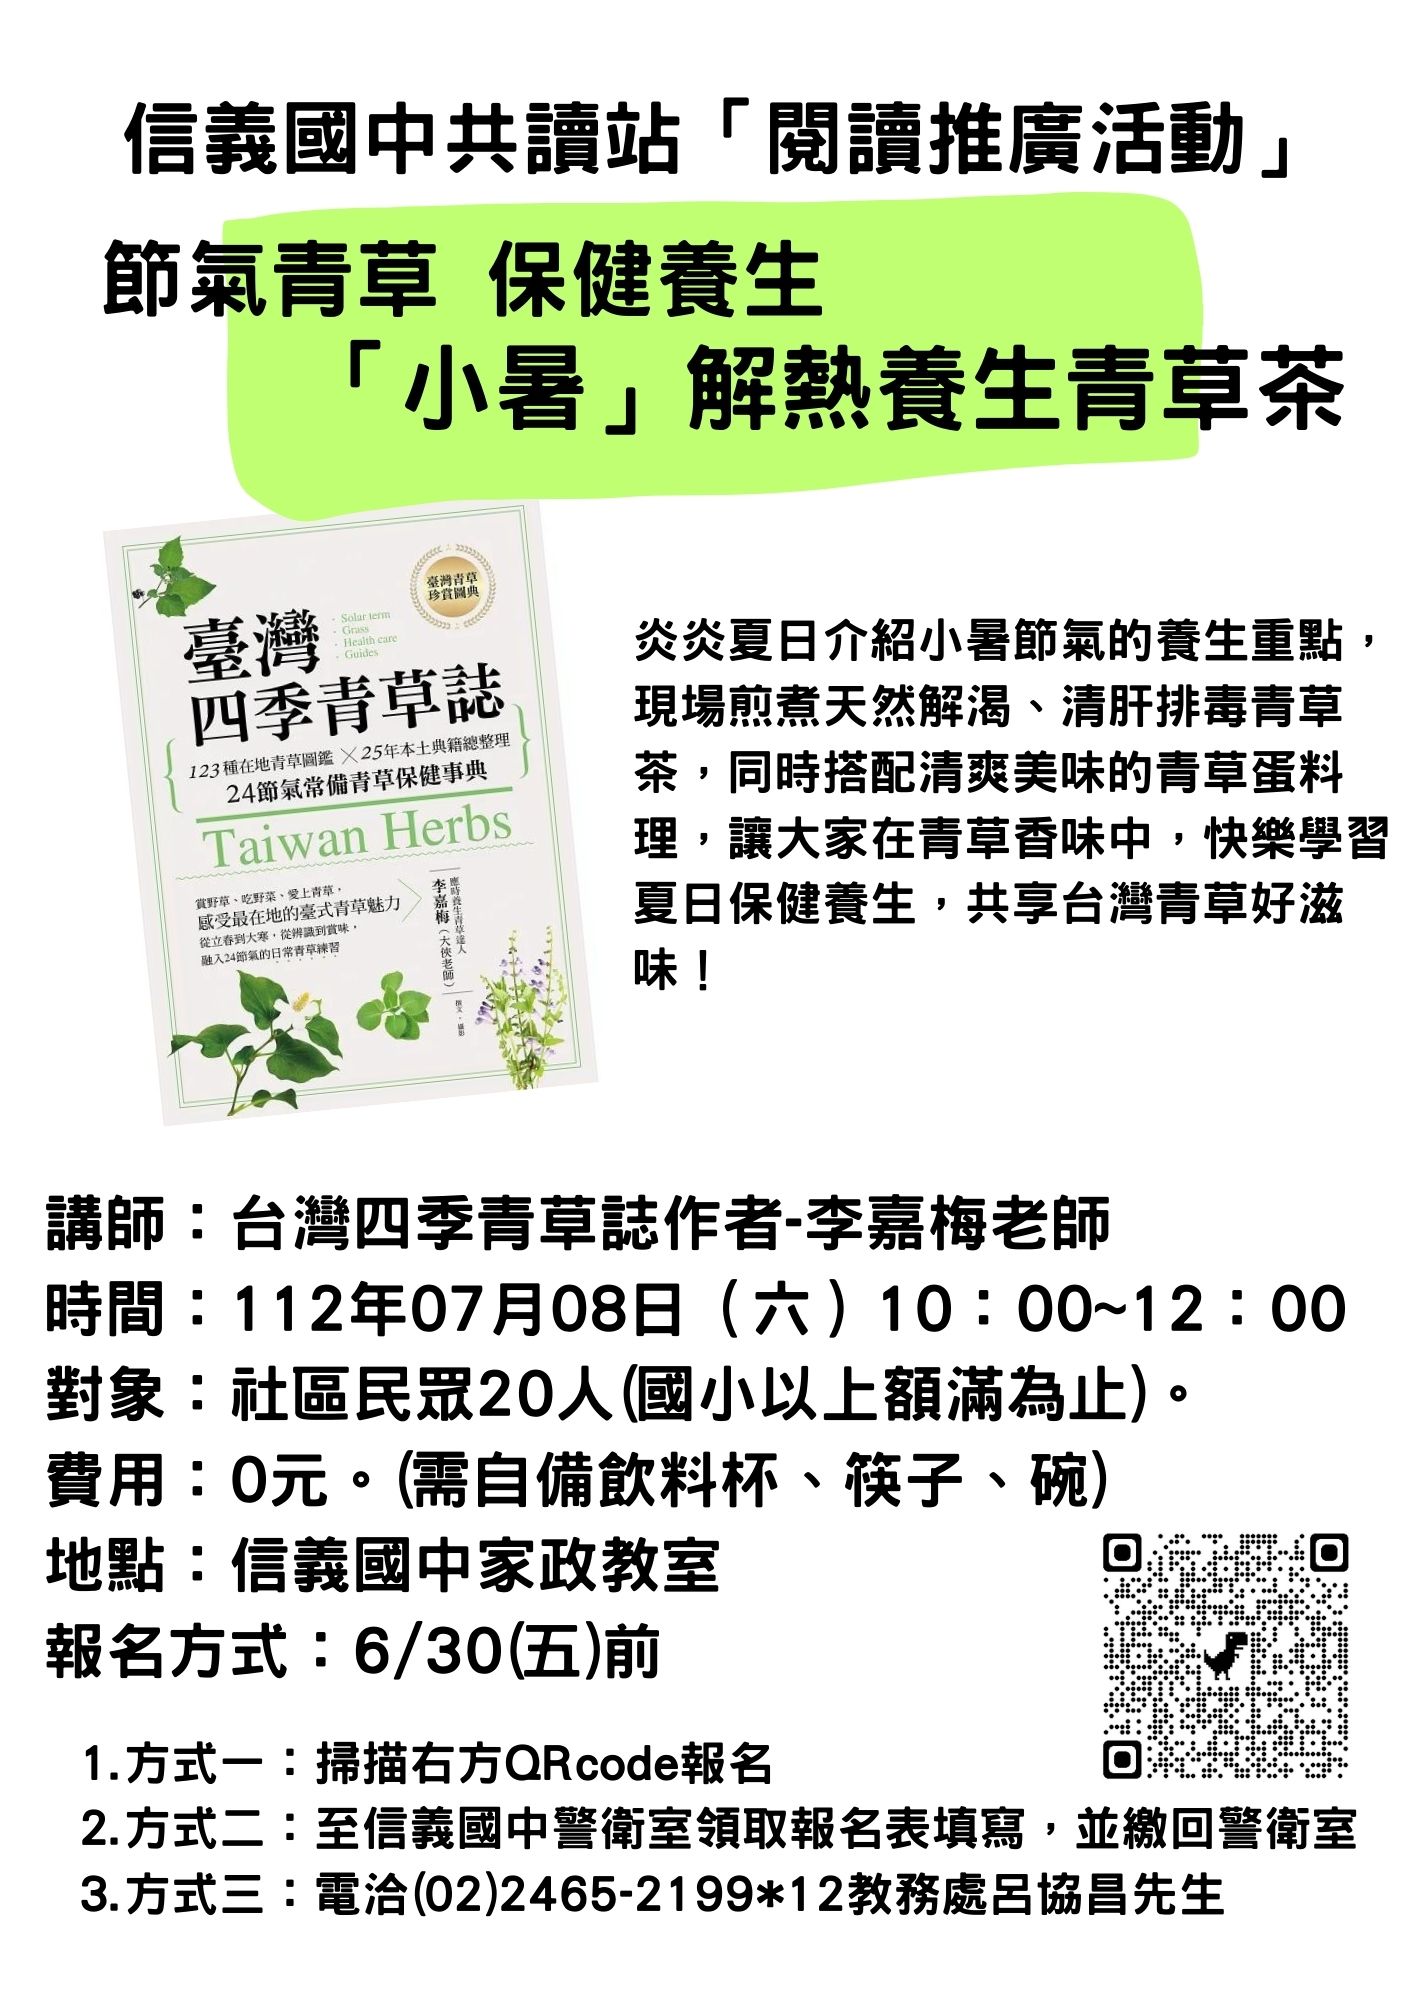 信義國中共讀站「閱讀推廣活動」
節氣青草 保健養生
「小暑」解熱養生青草茶
臺灣青草
珍賞圖典
臺灣
四季青草誌
· Solar term
· Grass
· Health care
· Guides
123種在地青草圖鑑╳25年本土典籍總整理
24節氣常備青草保健事典
Taiwan Herbs
賞野草、吃野菜、愛上青草，
感受最在地的臺式青草魅力
從立春到大寒，從辨識到賞味，
融入24節氣的日常青草練習
應時養生青草達人
李嘉梅（大俠老師）
撰文·攝影
炎炎夏日介紹小暑節氣的養生重點，
現場煎煮天然解渴、清肝排毒青草
茶，同時搭配清爽美味的青草蛋料
理，讓大家在青草香味中，快樂學習
夏日保健養生，共享台灣青草好滋
味！
講師：台灣四季青草誌作者-李嘉梅老師
時間：112年07月08日（六）10：00~12：00
對象：社區民眾20人(國小以上額滿為止)。
費用：0元。(需自備飲料杯、筷子、碗)
地點：信義國中家政教室
報名方式：6/30(五)前
1.方式一：掃描右方QRcode報名
2.方式二：至信義國中警衛室領取報名表填寫，並繳回警衛室
3.方式三：電洽(02)2465-2199*12教務處呂協昌先生